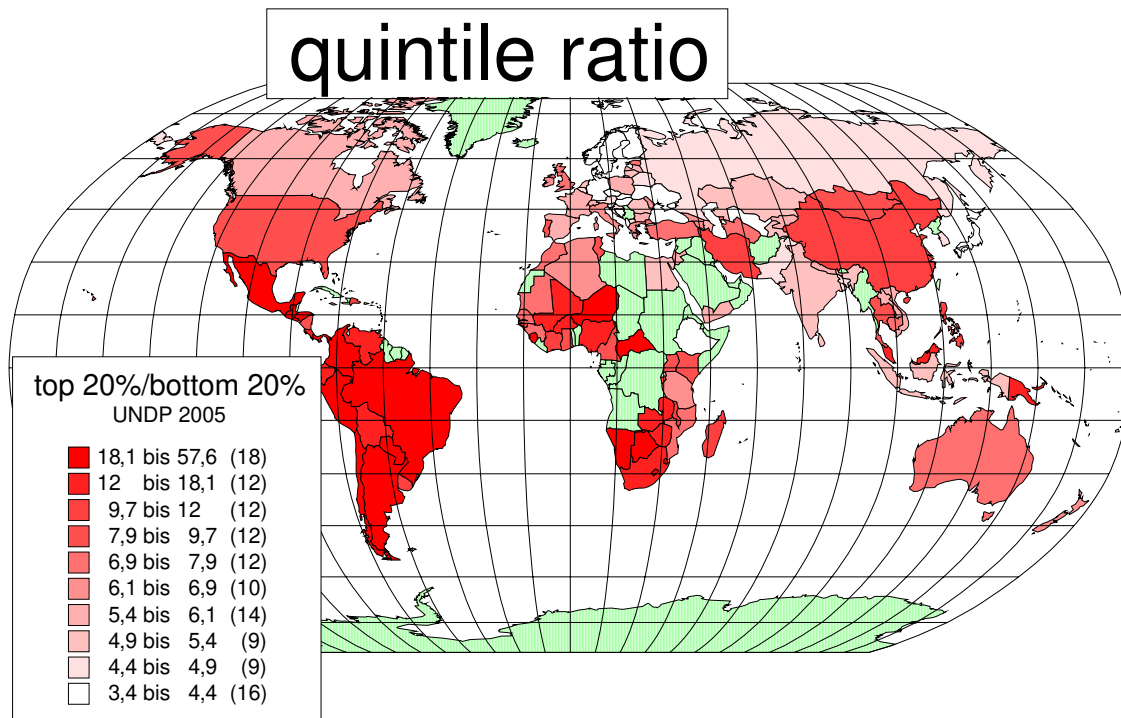 quintile ratio
top 20%/bottom 20%
UNDP 2005
18,1 bis 57,6 (18)
12 bis 18,1 (12)
9,7 bis 12 (12)
7,9 bis 9,7 (12)
6,9 bis 7,9 (12)
6,1 bis 6,9 (10)
5,4 bis 6,1 (14)
4,9 bis 5,4 (9)
4,4 bis 4,9 (9)
3,4 bis 4,4 (16)